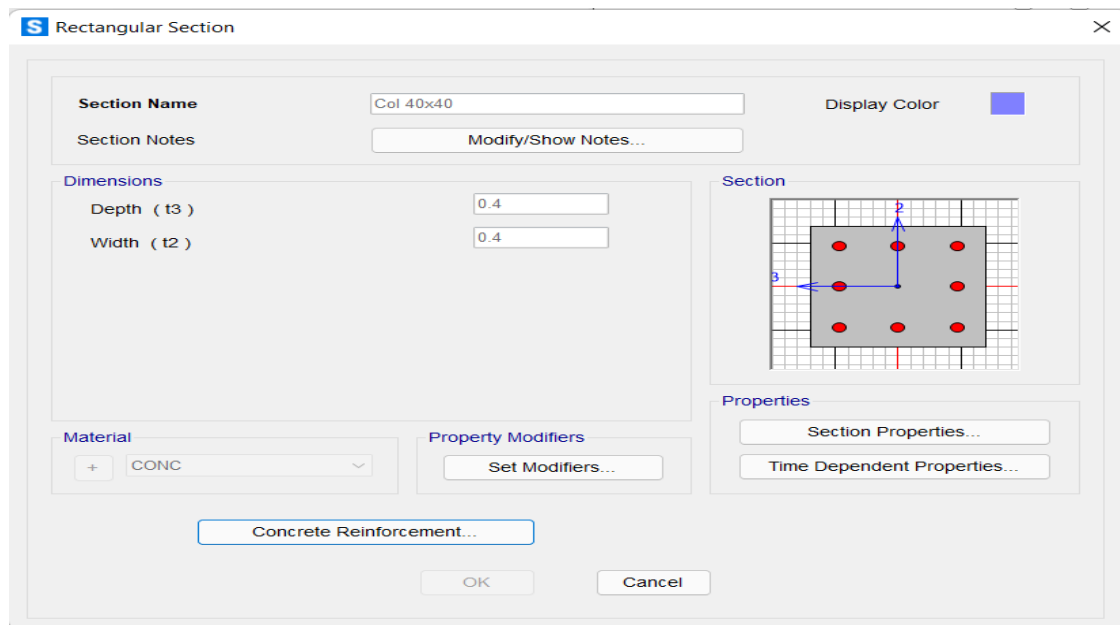 S Rectangular Section
Section Name Col 40x40 Display Color
Section Notes Modify/Show Notes...
Dimensions
Depth ( t3 ) 0.4
Width ( t2 ) 0.4
Section
2
3
Properties
Section Properties...
Time Dependent Properties...
Material
+ CONC
Property Modifiers
Set Modifiers...
Concrete Reinforcement...
OK Cancel